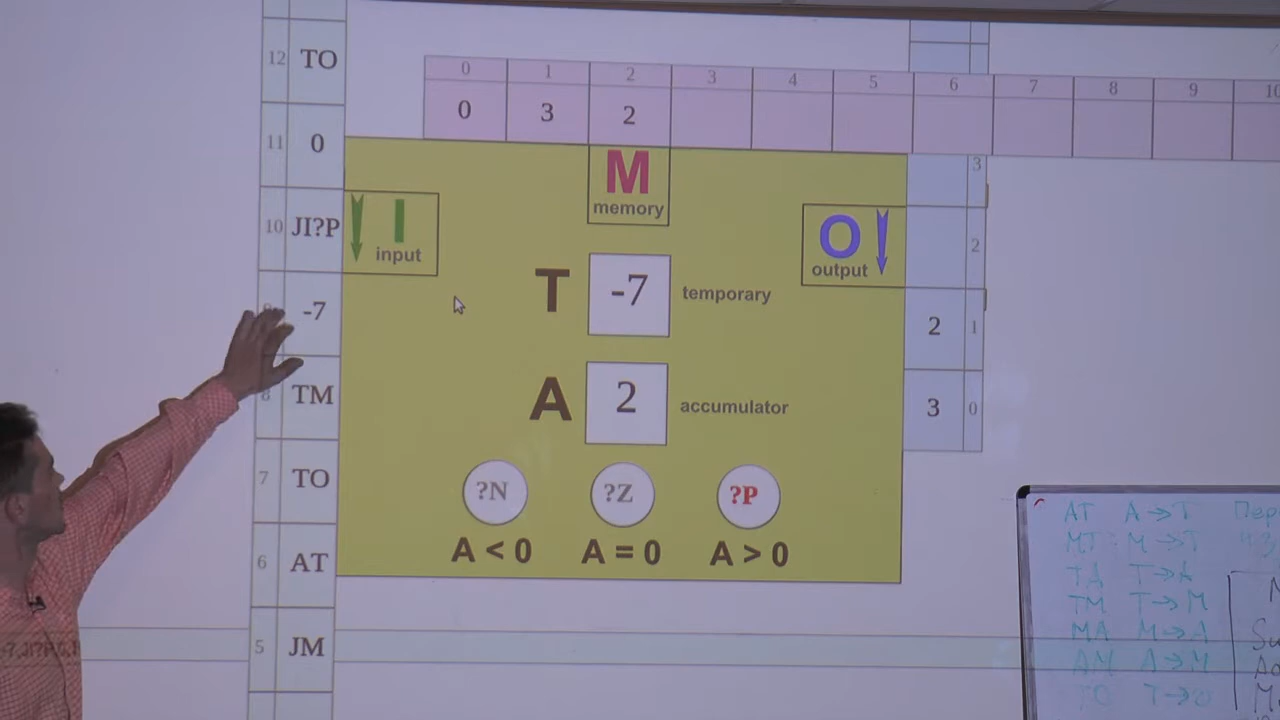 12 TO
11 0
10 JI?P
-7
8 TM
7 TO
6 AT
5 JM
0 1 2 3 4 5 6 7 8 9 10
0 3 2
M
memory
I
input
O
output
T -7 temporary
A 2 accumulator
?N ?Z ?P
A < 0 A = 0 A > 0
3
2
2 1
3 0
AT A→T Пер
MT M→T
TA T→A
TM T→M
MA M→A
AM A→M
TO T→O